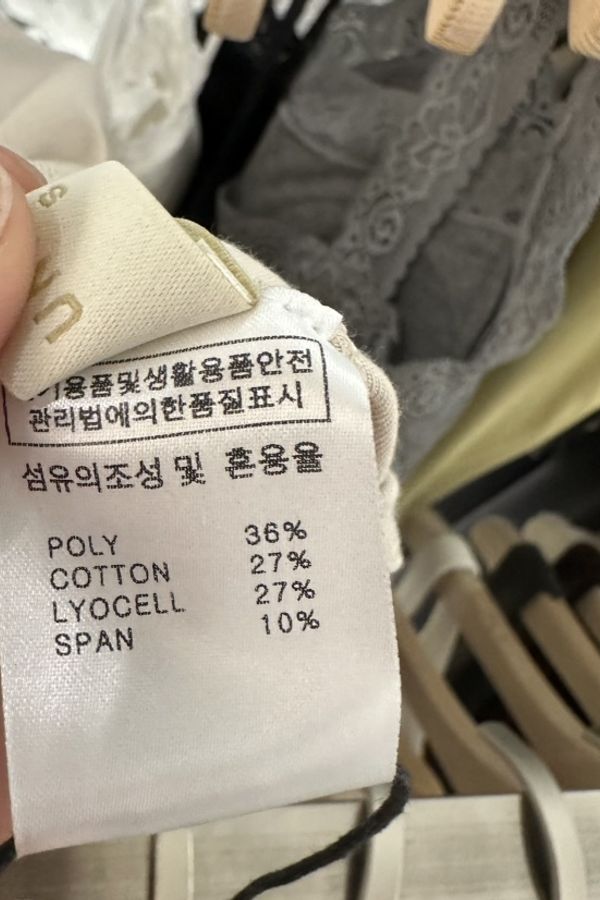 용품및생활용품안전
관리법에의한품질표시
섬유의조성 및 혼용율
POLY 36%
COTTON 27%
LYOCELL 27%
SPAN 10%